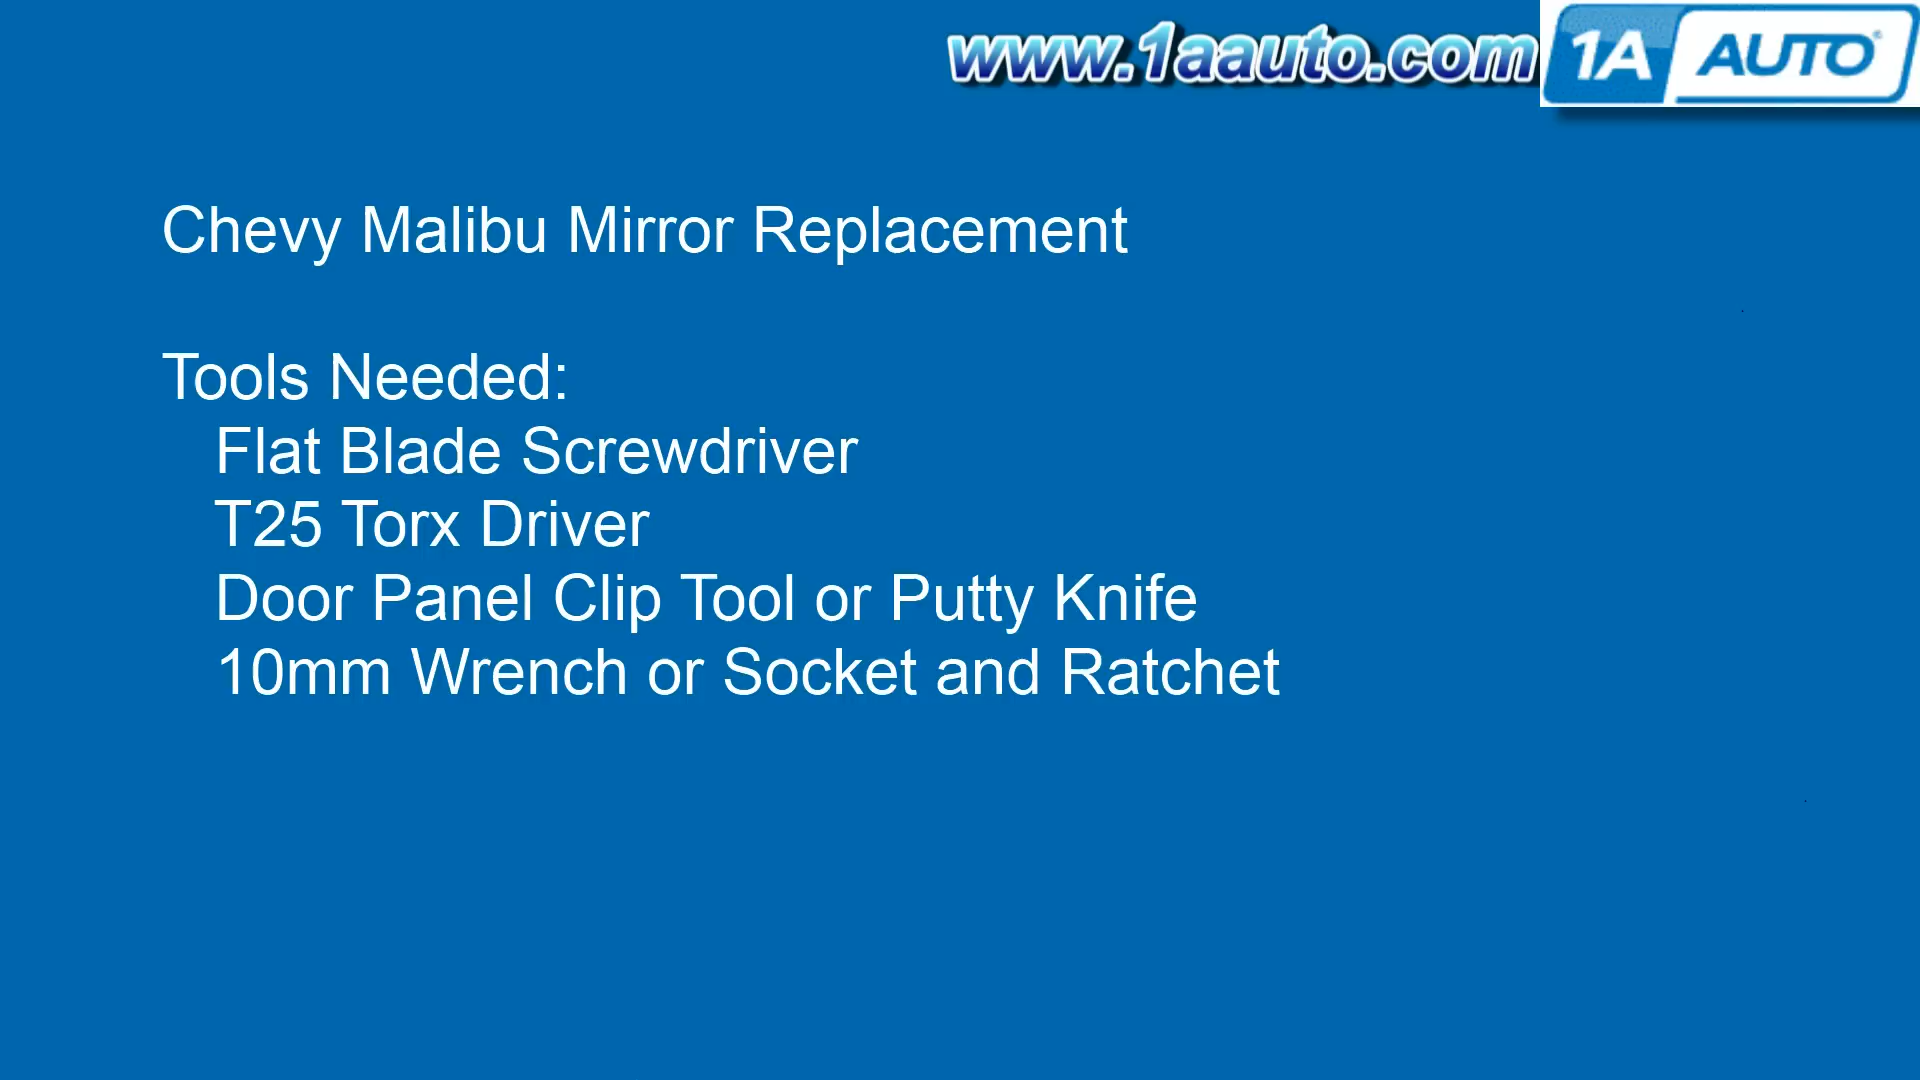 www.1aauto.com 1A AUTO
Chevy Malibu Mirror Replacement
Tools Needed:
Flat Blade Screwdriver
T25 Torx Driver
Door Panel Clip Tool or Putty Knife
10mm Wrench or Socket and Ratchet